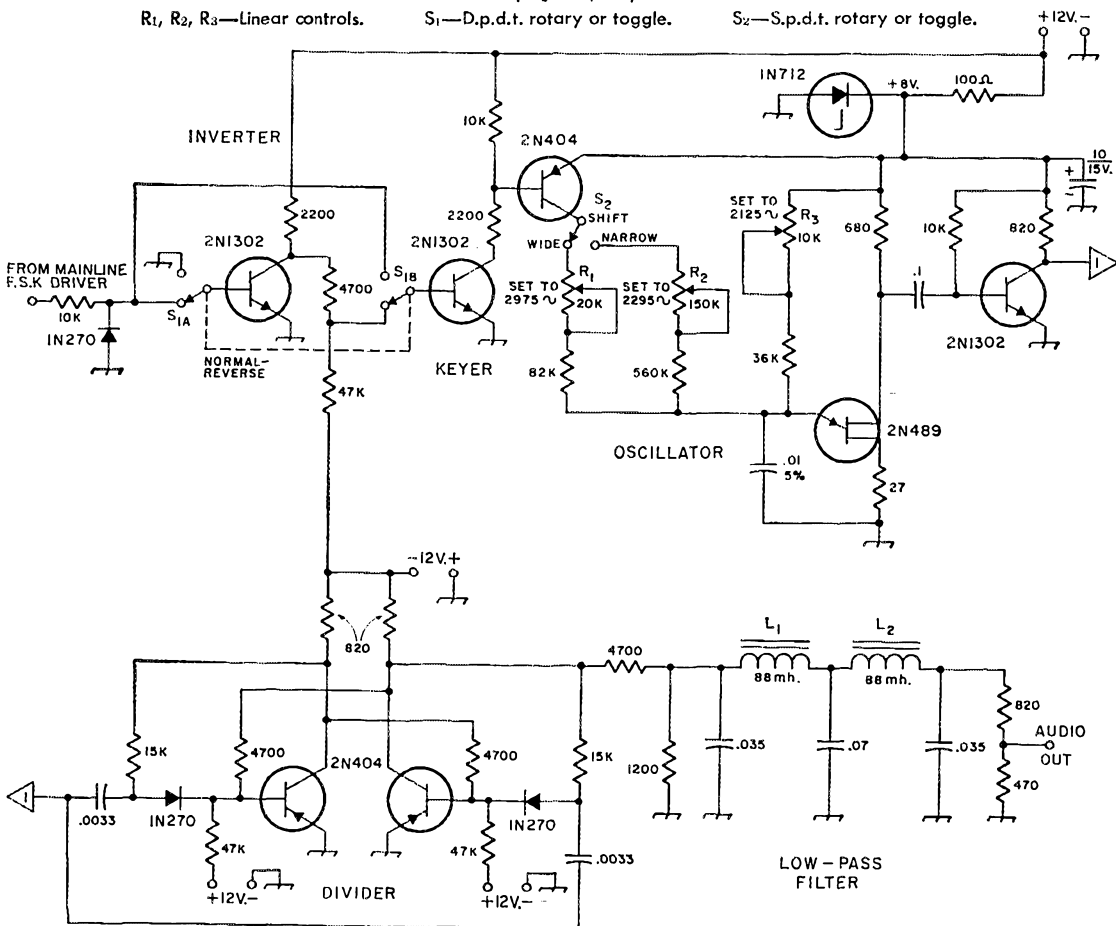 R1, R2, R3—Linear controls. S1—D.p.d.t. rotary or toggle. S2—S.p.d.t. rotary or toggle.
+12V.-
1N712
+8V.
100Ω
INVERTER
10K
2N404
10
15V.
+
-
2200
S2
SHIFT
WIDE
NARROW
SET TO
2125~
R3
10K
680
10K
820
2N1302
2200
2N1302
S1B
FROM MAINLINE
F.S.K DRIVER
10K
S1A
4700
R1
SET TO
2975~
20K
R2
SET TO
2295~
150K
.1
1
1N270
2N1302
NORMAL-
REVERSE
KEYER
82K
560K
36K
47K
2N489
OSCILLATOR
.01
5%
27
-12V.+
820
L1
L2
4700
88mh.
88mh.
820
AUDIO
OUT
15K
4700
2N404
4700
15K
1200
.035
.07
.035
470
1
.0033
1N270
1N270
47K
47K
.0033
+12V.-
DIVIDER
+12V.-
LOW-PASS
FILTER